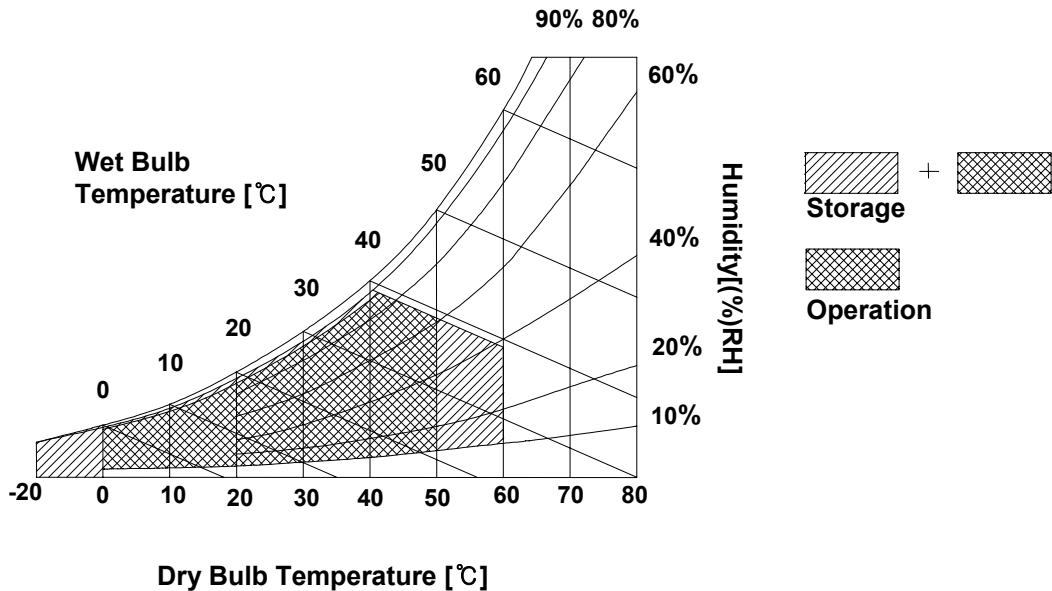 90% 80%
60
60%
50
Wet Bulb
Temperature [℃]
40
40%
30
20
20%
10
10%
0
Humidity[(%)RH]
-20 0 10 20 30 40 50 60 70 80
Dry Bulb Temperature [℃]
+
Storage
Operation